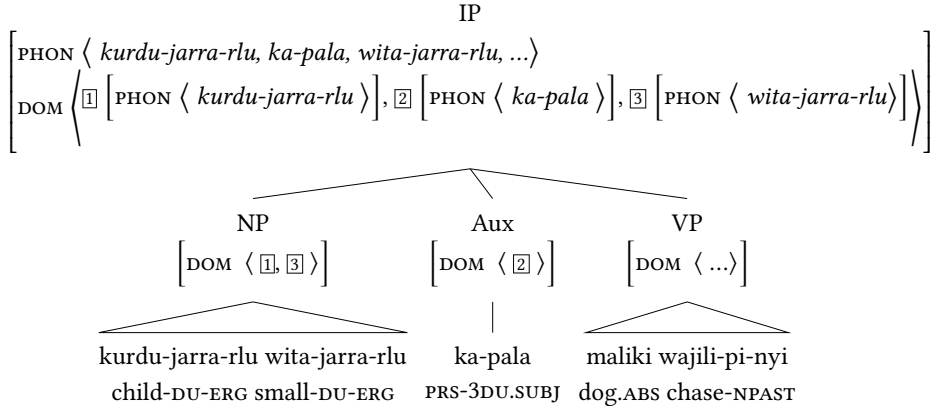 IP
PHON ⟨ kurdu-jarra-rlu, ka-pala, wita-jarra-rlu, …⟩
DOM ⟨ 1 [PHON ⟨ kurdu-jarra-rlu ⟩], 2 [PHON ⟨ ka-pala ⟩], 3 [PHON ⟨ wita-jarra-rlu⟩] ⟩
NP Aux VP
[DOM ⟨ 1, 3 ⟩] [DOM ⟨ 2 ⟩] [DOM ⟨ …⟩]
kurdu-jarra-rlu wita-jarra-rlu ka-pala maliki wajili-pi-nyi
child-DU-ERG small-DU-ERG PRS-3DU.SUBJ dog.ABS chase-NPAST